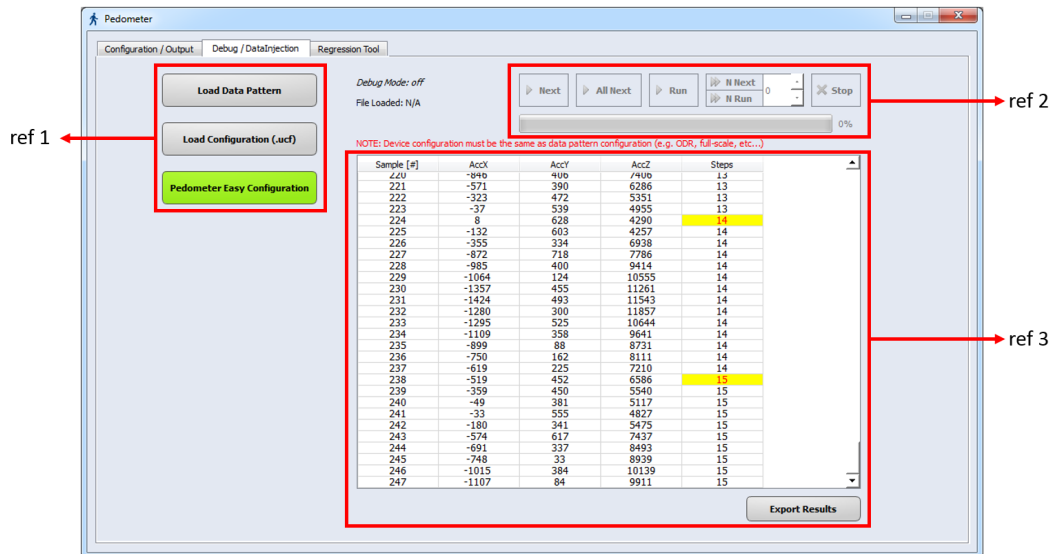 Pedometer
Configuration / Output Debug / DataInjection Regression Tool
Load Data Pattern
Load Configuration (.ucf)
Pedometer Easy Configuration
ref 1
Debug Mode: off
File Loaded: N/A
Next All Next Run N Next N Run 0 Stop
0%
ref 2
NOTE: Device configuration must be the same as data pattern configuration (e.g. ODR, full-scale, etc...)
Sample [#] AccX AccY AccZ Steps
220 -846 406 7406 13
221 -571 390 6286 13
222 -323 472 5351 13
223 -37 539 4955 13
224 8 628 4290 14
225 -132 603 4257 14
226 -355 334 6938 14
227 -872 718 7786 14
228 -985 400 9414 14
229 -1064 124 10555 14
230 -1357 455 11261 14
231 -1424 493 11543 14
232 -1280 300 11857 14
233 -1295 525 10644 14
234 -1109 358 9641 14
235 -899 88 8731 14
236 -750 162 8111 14
237 -619 225 7210 14
238 -519 452 6586 15
239 -359 450 5540 15
240 -49 381 5117 15
241 -33 555 4827 15
242 -180 341 5475 15
243 -574 617 7437 15
244 -691 337 8493 15
245 -748 33 8939 15
246 -1015 384 10139 15
247 -1107 84 9911 15
Export Results
ref 3